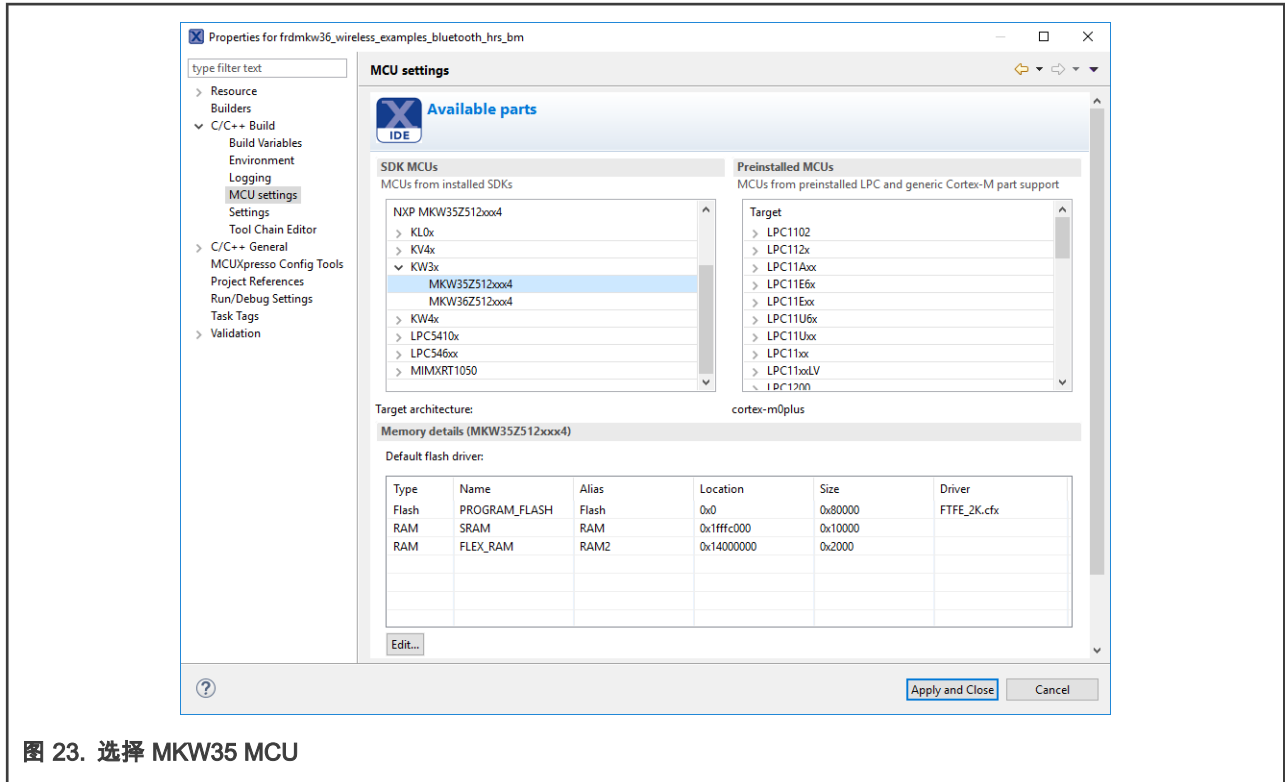 Properties for frdmkw36_wireless_examples_bluetooth_hrs_bm
type filter text
Resource
Builders
C/C++ Build
Build Variables
Environment
Logging
MCU settings
Settings
Tool Chain Editor
C/C++ General
MCUXpresso Config Tools
Project References
Run/Debug Settings
Task Tags
Validation
MCU settings
IDE
Available parts
SDK MCUs
MCUs from installed SDKs
NXP MKW35Z512xxx4
KL0x
KV4x
KW3x
MKW35Z512xxx4
MKW36Z512xxx4
KW4x
LPC5410x
LPC546xx
MIMXRT1050
Preinstalled MCUs
MCUs from preinstalled LPC and generic Cortex-M part support
Target
LPC1102
LPC112x
LPC11Axx
LPC11E6x
LPC11Exx
LPC11U6x
LPC11Uxx
LPC11xx
LPC11xxLV
LPC1200
Target architecture: cortex-m0plus
Memory details (MKW35Z512xxx4)
Default flash driver:
Type Name Alias Location Size Driver
Flash PROGRAM_FLASH Flash 0x0 0x80000 FTFE_2K.cfx
RAM SRAM RAM 0x1fffc000 0x10000
RAM FLEX_RAM RAM2 0x14000000 0x2000
Edit...
Apply and Close Cancel
图 23. 选择 MKW35 MCU